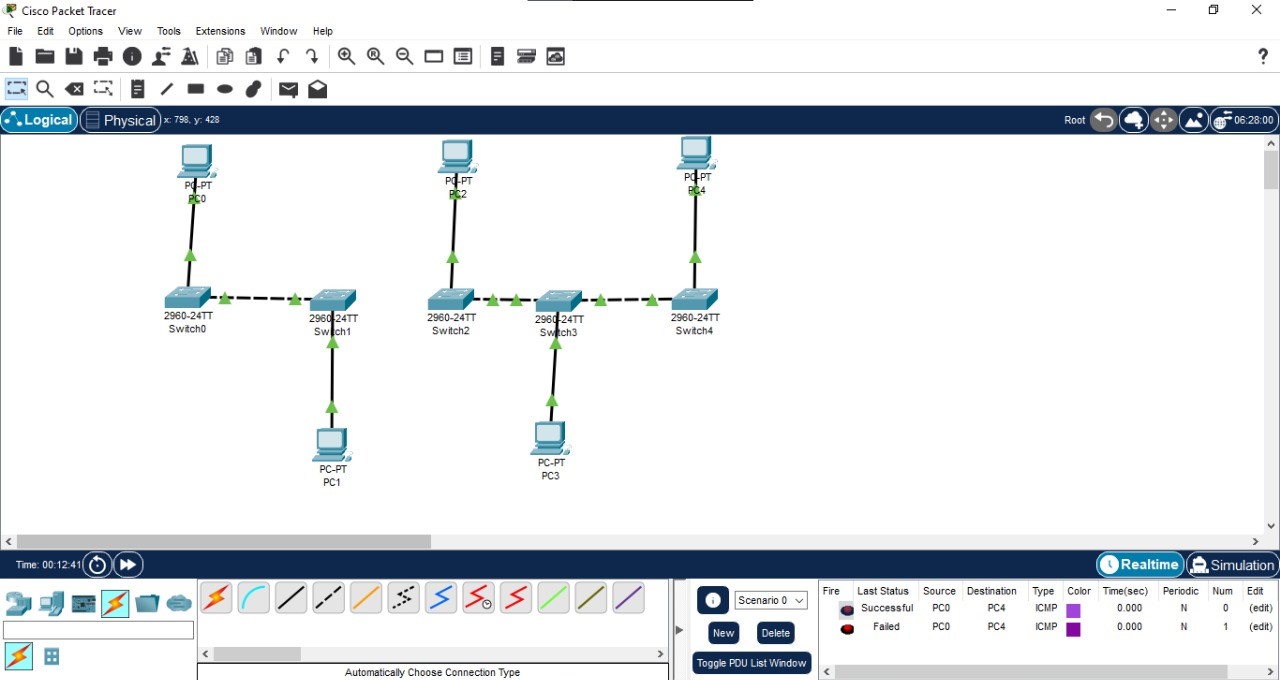 Cisco Packet Tracer
File Edit Options View Tools Extensions Window Help
?
Logical Physical x: 798, y: 428 Root 06:28:00
PC-PT
PC0
PC-PT
PC2
PC-PT
PC4
2960-24TT
Switch0
2960-24TT
Switch1
2960-24TT
Switch2
2960-24TT
Switch3
2960-24TT
Switch4
PC-PT
PC1
PC-PT
PC3
Time: 00:12:41 Realtime Simulation
Scenario 0
New Delete
Toggle PDU List Window
Automatically Choose Connection Type
Fire Last Status Source Destination Type Color Time(sec) Periodic Num Edit
Successful PC0 PC4 ICMP 0.000 N 0 (edit)
Failed PC0 PC4 ICMP 0.000 N 1 (edit)